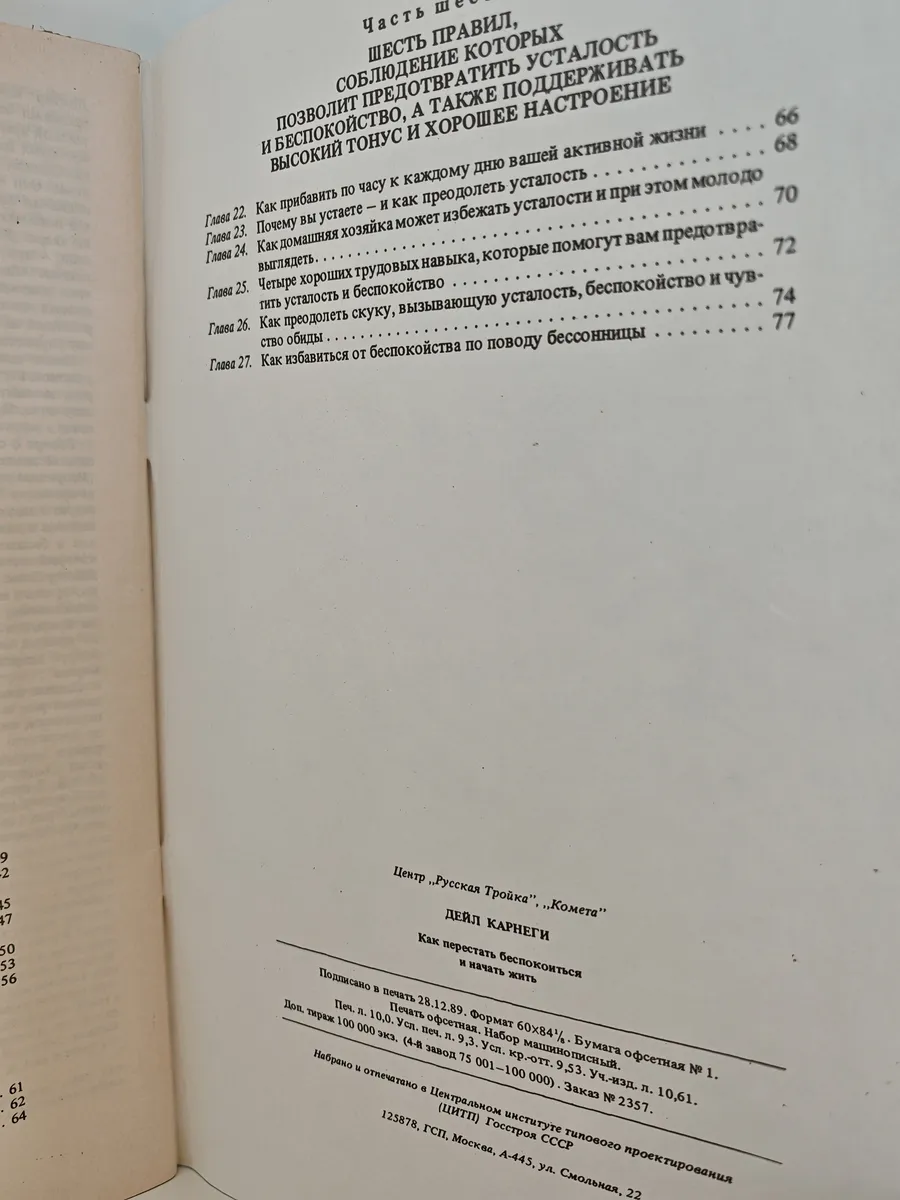 Часть шес
ШЕСТЬ ПРАВИЛ,
СОБЛЮДЕНИЕ КОТОРЫХ
ПОЗВОЛИТ ПРЕДОТВРАТИТЬ УСТАЛОСТЬ
И БЕСПОКОЙСТВО, А ТАКЖЕ ПОДДЕРЖИВАТЬ
ВЫСОКИЙ ТОНУС И ХОРОШЕЕ НАСТРОЕНИЕ
Глава 22. Как прибавить по часу к каждому дню вашей активной жизни . . . . 66
Глава 23. Почему вы устаете – и как преодолеть усталость . . . . . . . . . . . . . 68
Глава 24. Как домашняя хозяйка может избежать усталости и при этом молодо
выглядеть. . . . . . . . . . . . . . . . . . . . . . . . . . . . . . . . . . . . . . . . 70
Глава 25. Четыре хороших трудовых навыка, которые помогут вам предотвра-
тить усталость и беспокойство . . . . . . . . . . . . . . . . . . . . . . . . . . 72
Глава 26. Как преодолеть скуку, вызывающую усталость, беспокойство и чув-
ство обиды . . . . . . . . . . . . . . . . . . . . . . . . . . . . . . . . . . . . . . . 74
Глава 27. Как избавиться от беспокойства по поводу бессонницы . . . . . . . . . 77
9
42
45
47
50
53
56
. 61
. 62
. 64
Центр „Русская Тройка", „Комета"
ДЕЙЛ КАРНЕГИ
Как перестать беспокоиться
и начать жить
Подписано в печать 28.12.89. Формат 60×84⅛. Бумага офсетная № 1.
Печать офсетная. Набор машинописный.
Печ. л. 10,0. Усл. печ. л. 9,3. Усл. кр.-отт. 9,53. Уч.-изд. л. 10,61.
Доп. тираж 100 000 экз. (4-й завод 75 001–100 000). Заказ № 2357.
Набрано и отпечатано в Центральном институте типового проектирования
(ЦИТП) Госстроя СССР
125878, ГСП, Москва, А-445, ул. Смольная, 22